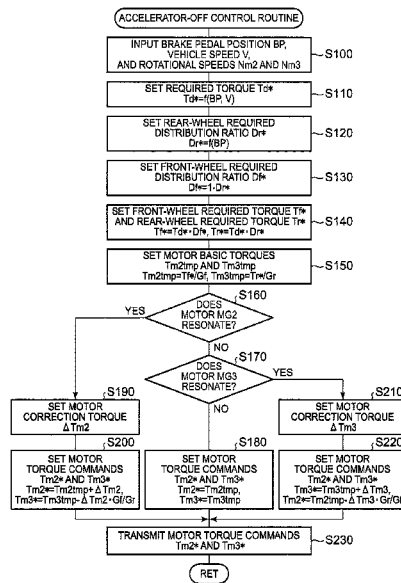 ACCELERATOR-OFF CONTROL ROUTINE
INPUT BRAKE PEDAL POSITION BP,
VEHICLE SPEED V,
AND ROTATIONAL SPEEDS Nm2 AND Nm3
S100
SET REQUIRED TORQUE Td*
Td*=f(BP, V)
S110
SET REAR-WHEEL REQUIRED
DISTRIBUTION RATIO Dr*
Dr*=f(BP)
S120
SET FRONT-WHEEL REQUIRED
DISTRIBUTION RATIO Df*
Df*=1-Dr*
S130
SET FRONT-WHEEL REQUIRED TORQUE Tf*
AND REAR-WHEEL REQUIRED TORQUE Tr*
Tf*=Td*·Df*, Tr*=Td*·Dr*
S140
SET MOTOR BASIC TORQUES
Tm2tmp AND Tm3tmp
Tm2tmp=Tf*/Gf, Tm3tmp=Tr*/Gr
S150
S160
DOES
MOTOR MG2
RESONATE?
YES
NO
S170
DOES
MOTOR MG3
RESONATE?
YES
NO
S190
SET MOTOR
CORRECTION TORQUE
ΔTm2
S210
SET MOTOR
CORRECTION TORQUE
ΔTm3
S200
SET MOTOR
TORQUE COMMANDS
Tm2* AND Tm3*
Tm2*=Tm2tmp+ΔTm2,
Tm3*=Tm3tmp-ΔTm2·Gf/Gr
S180
SET MOTOR
TORQUE COMMANDS
Tm2* AND Tm3*
Tm2*=Tm2tmp,
Tm3*=Tm3tmp
S220
SET MOTOR
TORQUE COMMANDS
Tm2* AND Tm3*
Tm3*=Tm3tmp+ΔTm3,
Tm2*=Tm2tmp-ΔTm3·Gr/Gf
TRANSMIT MOTOR TORQUE COMMANDS
Tm2* AND Tm3*
S230
RET